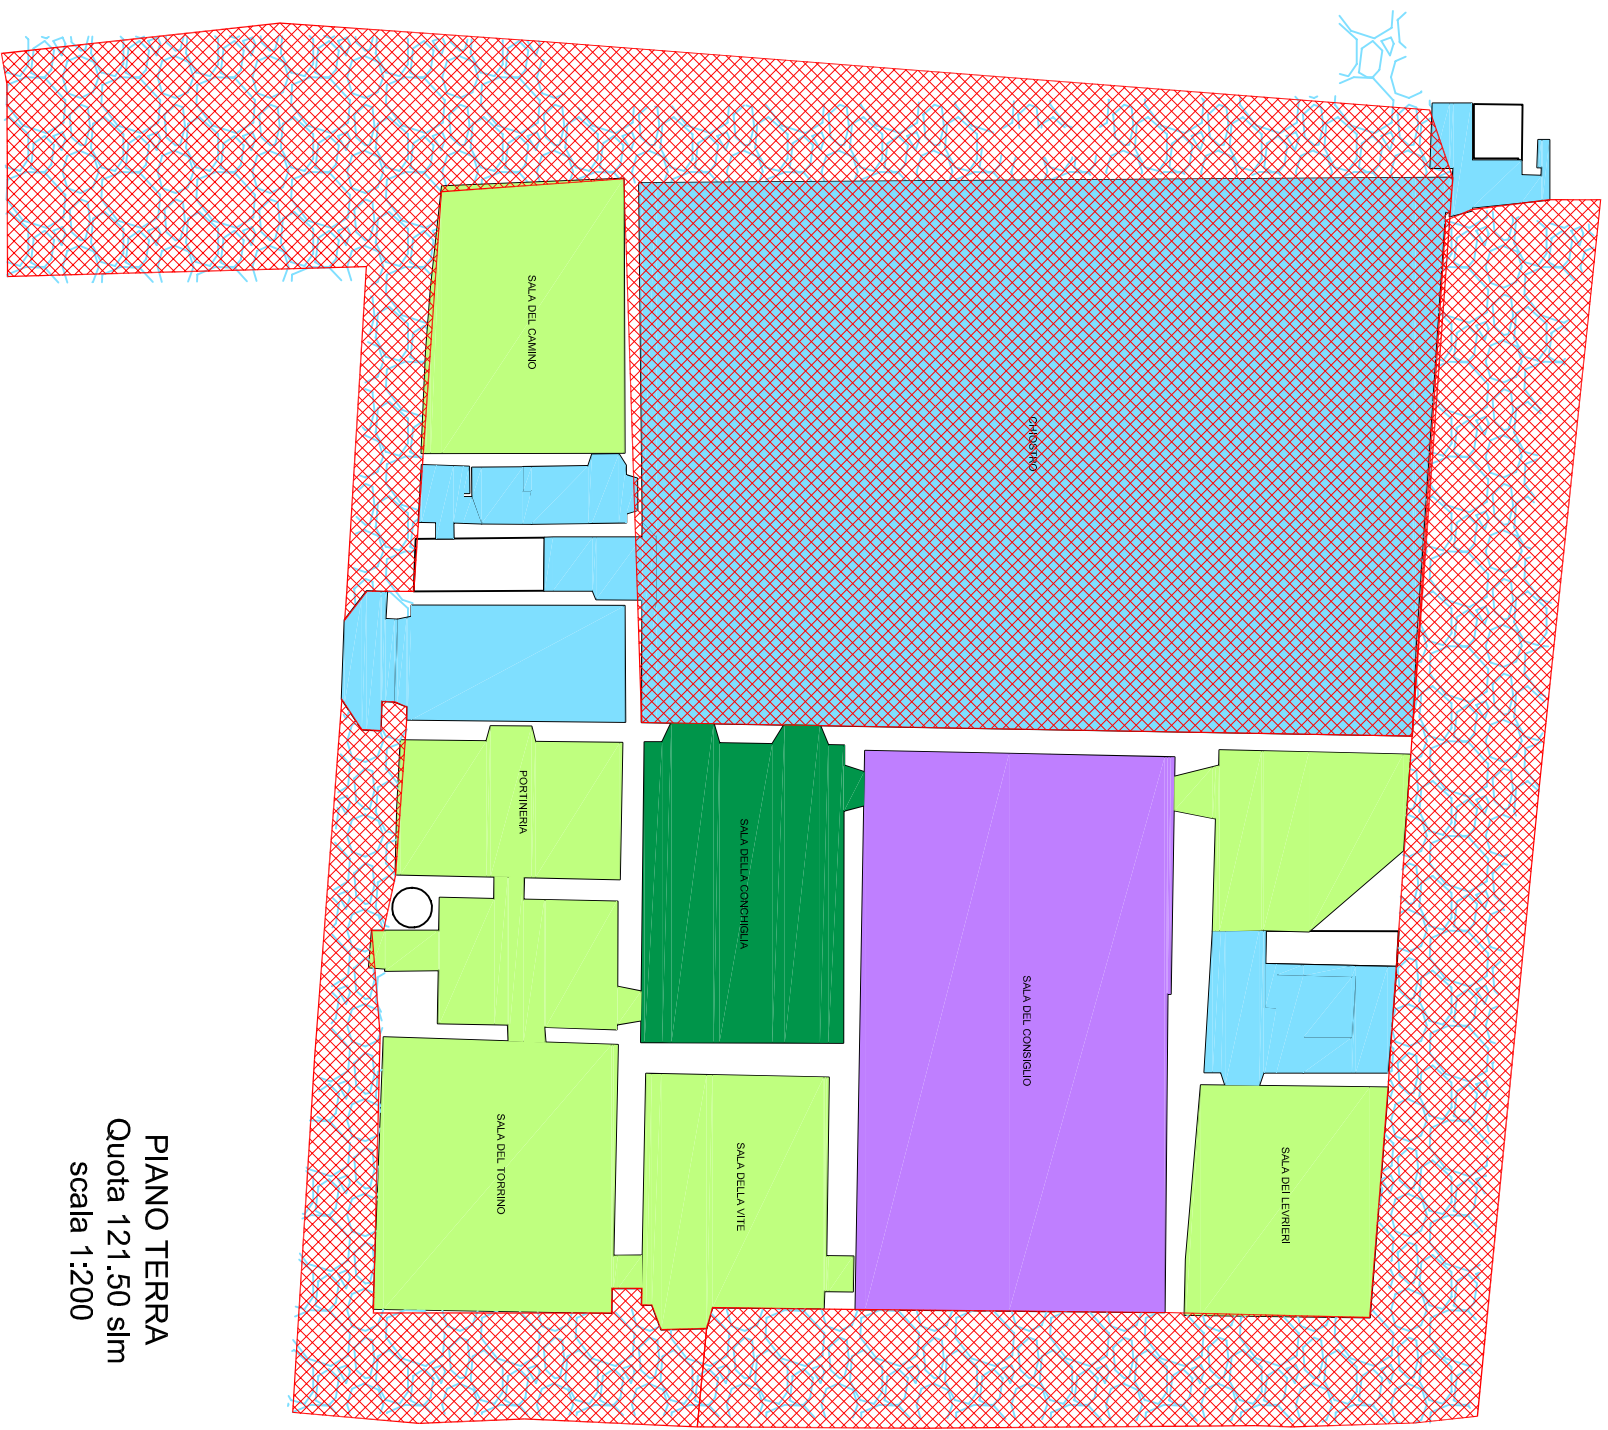 SALA DEL CAMINO
CHIOSTRO
PORTINERIA
SALA DELLA CONCHIGLIA
SALA DEL CONSIGLIO
SALA DEL TORRINO
SALA DELLA VITE
SALA DEI LEVRIERI
PIANO TERRA
Quota 121.50 slm
scala 1:200